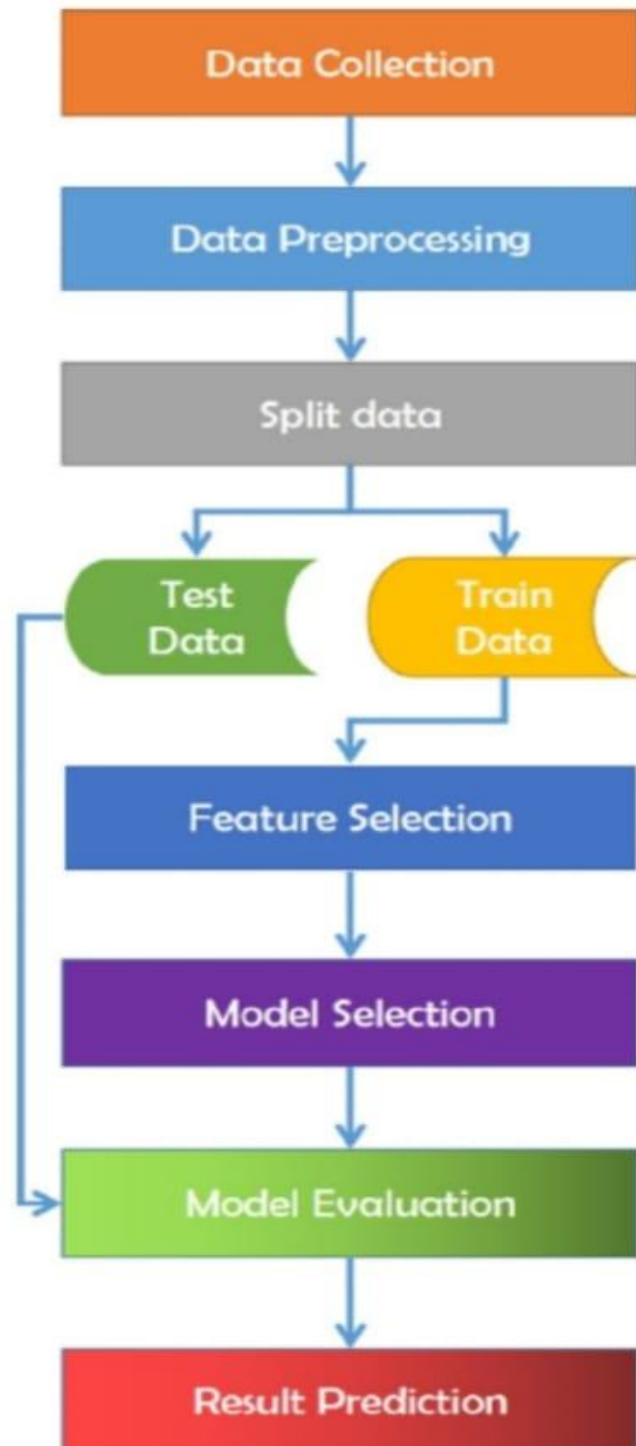 Data Collection
Data Preprocessing
Split data
Test
Data
Train
Data
Feature Selection
Model Selection
Model Evaluation
Result Prediction